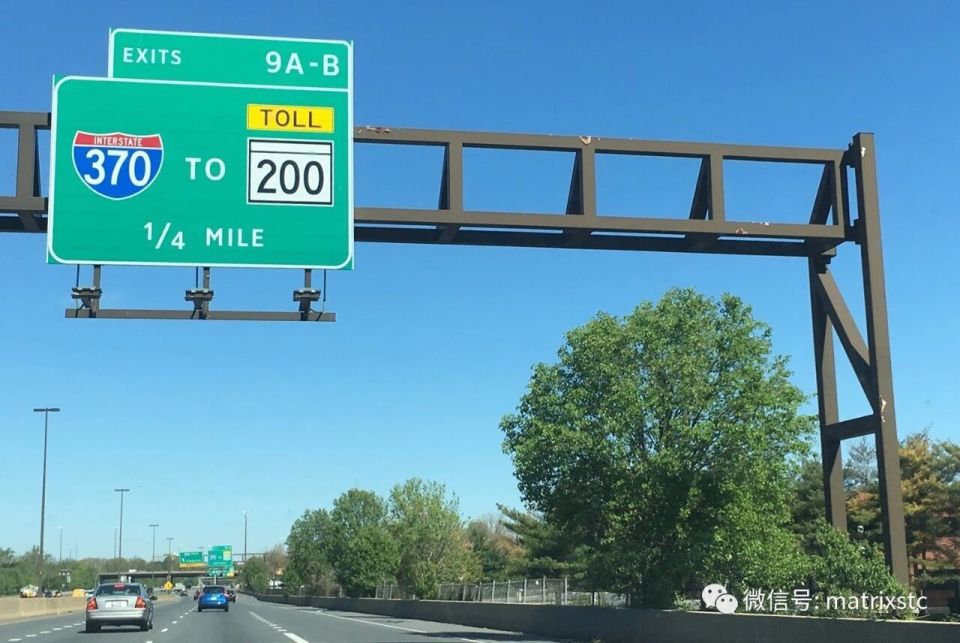 EXITS 9A-B
TOLL
INTERSTATE
370 TO 200
1/4 MILE
微信号: matrixstc